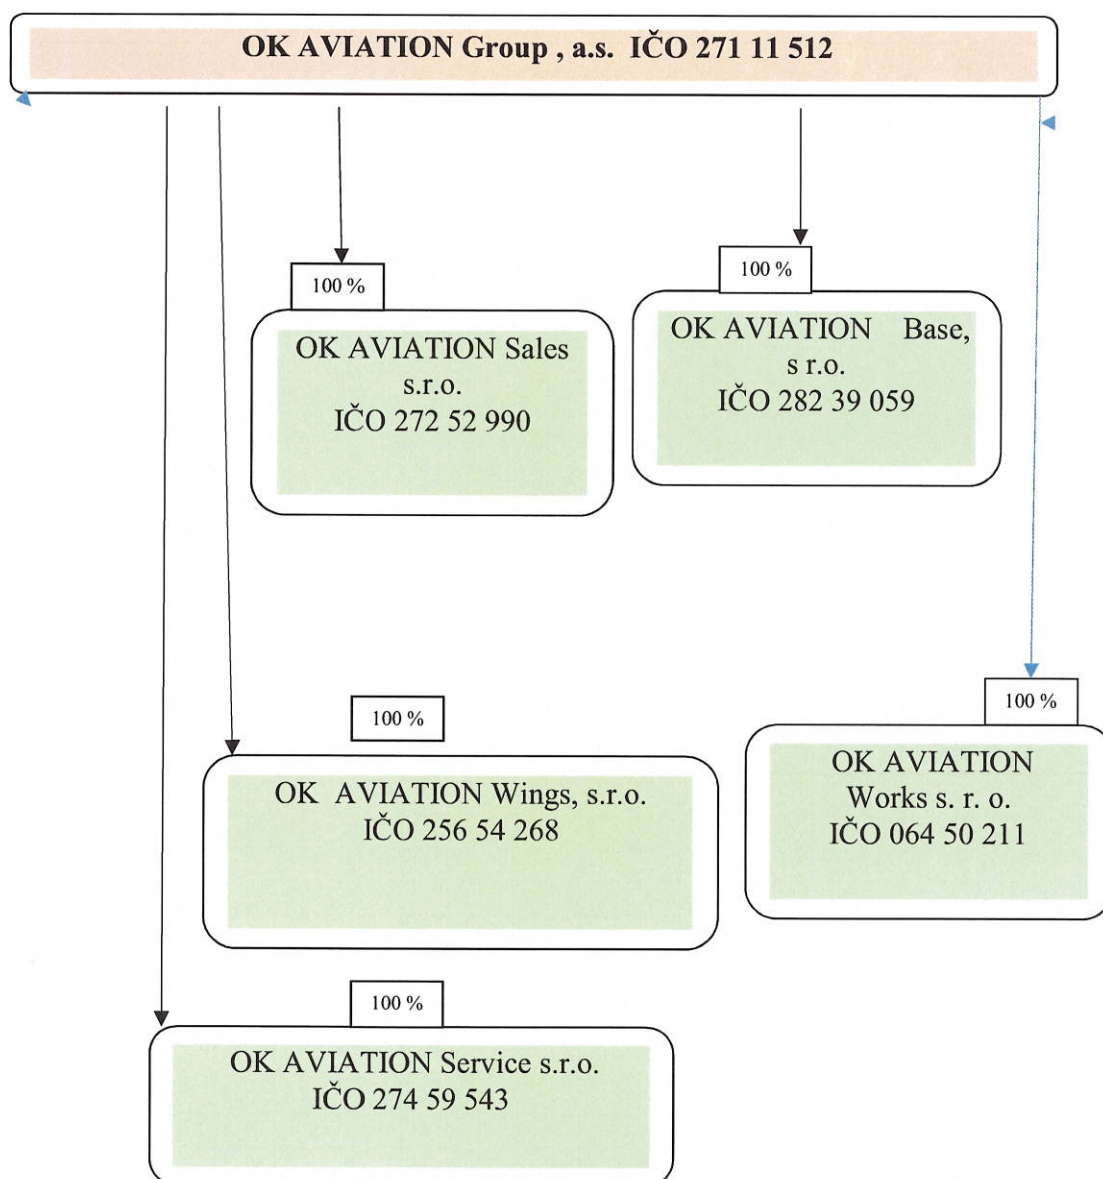 OK AVIATION Group , a.s. IČO 271 11 512
100 %
OK AVIATION Sales
s.r.o.
IČO 272 52 990
100 %
OK AVIATION Base,
s r.o.
IČO 282 39 059
100 %
OK AVIATION Wings, s.r.o.
IČO 256 54 268
100 %
OK AVIATION
Works s. r. o.
IČO 064 50 211
100 %
OK AVIATION Service s.r.o.
IČO 274 59 543